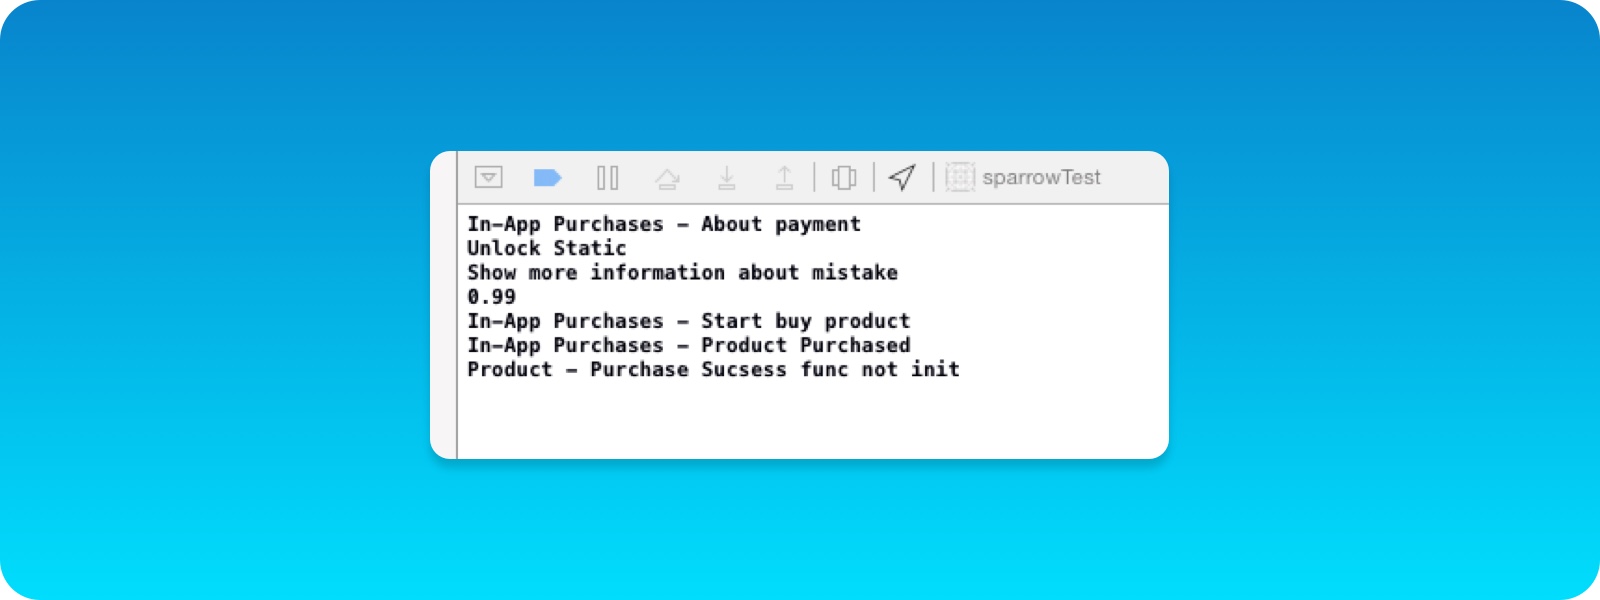 sparrowTest
In-App Purchases – About payment
Unlock Static
Show more information about mistake
0.99
In-App Purchases – Start buy product
In-App Purchases – Product Purchased
Product – Purchase Sucsess func not init